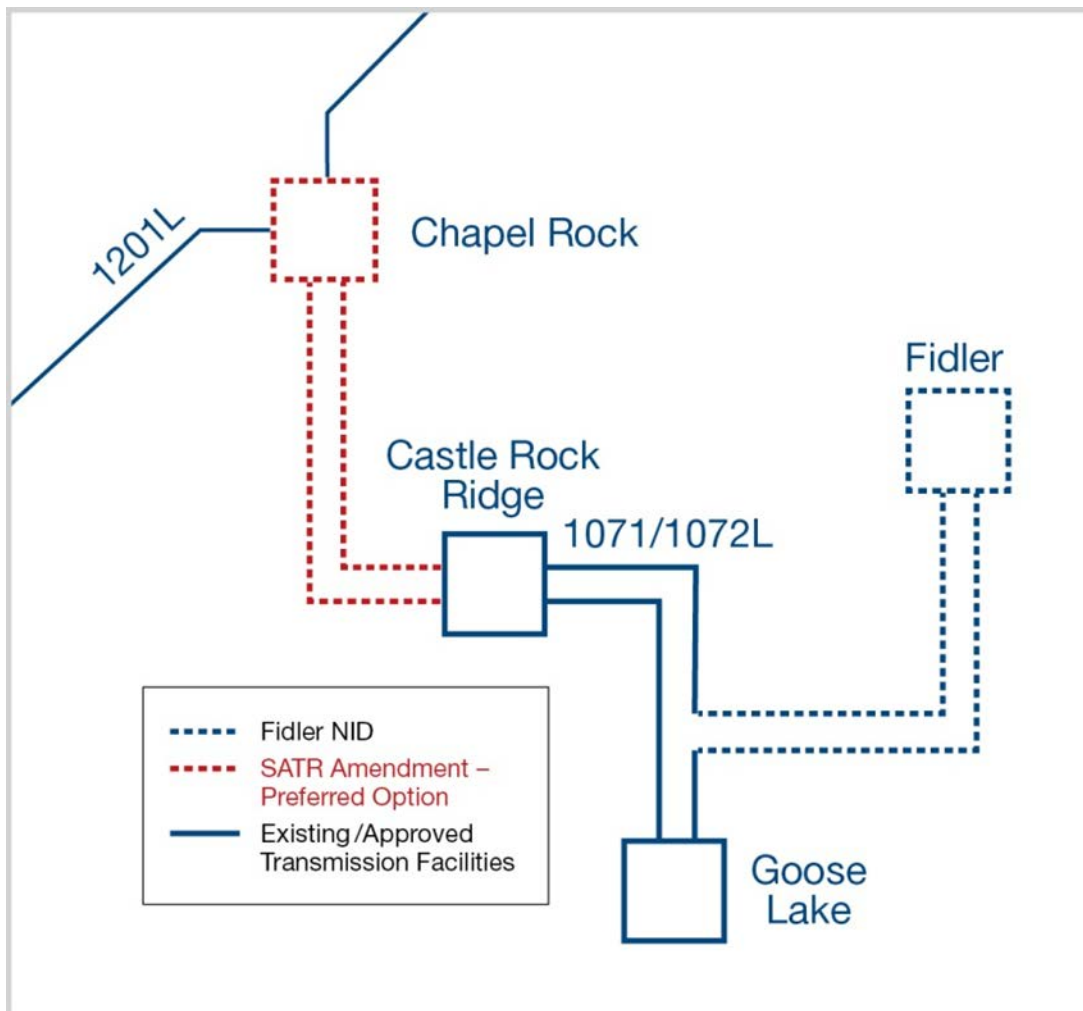 1201L
Chapel Rock
Fidler
Castle Rock
Ridge
1071/1072L
Fidler NID
SATR Amendment –
Preferred Option
Existing/Approved
Transmission Facilities
Goose
Lake